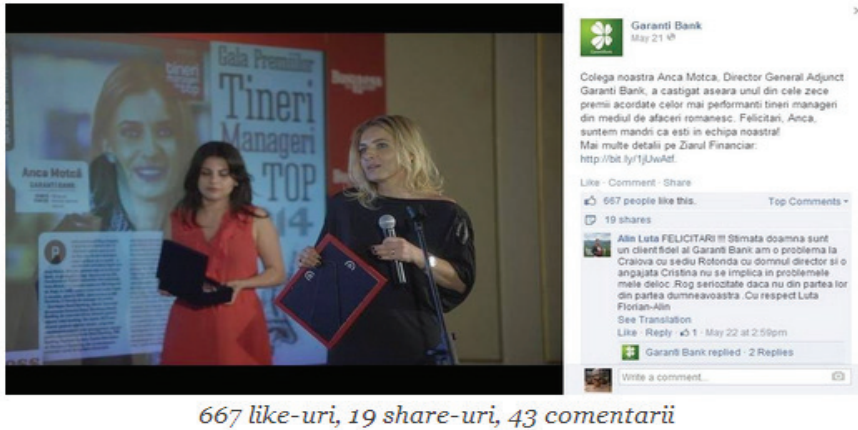 Gala Premiilor
Tineri
Manageri
TOP
tineri
Anca Motcă
GARANTI BANK
Garanti Bank
May 21
Colega noastra Anca Motca, Director General Adjunct
Garanti Bank, a castigat aseara unul din cele zece
premii acordate celor mai performanti tineri manageri
din mediul de afaceri romanesc. Felicitari, Anca,
suntem mandri ca esti in echipa noastra!
Mai multe detalii pe Ziarul Financiar:
http://bit.ly/1jUwAtf.
Like · Comment · Share
667 people like this.
Top Comments
19 shares
Alin Luta FELICITARI !!! Stimata doamna sunt
un client fidel al Garanti Bank am o problema la
Craiova cu sediu Rotonda cu domnul director si o
angajata Cristina nu se implica in problemele
mele deloc .Rog seriozitate daca nu din partea lor
din partea dumneavoastra .Cu respect Luta
Florian-Alin
See Translation
Like · Reply · 1 · May 22 at 2:59pm
Garanti Bank replied · 2 Replies
Write a comment...
667 like-uri, 19 share-uri, 43 comentarii